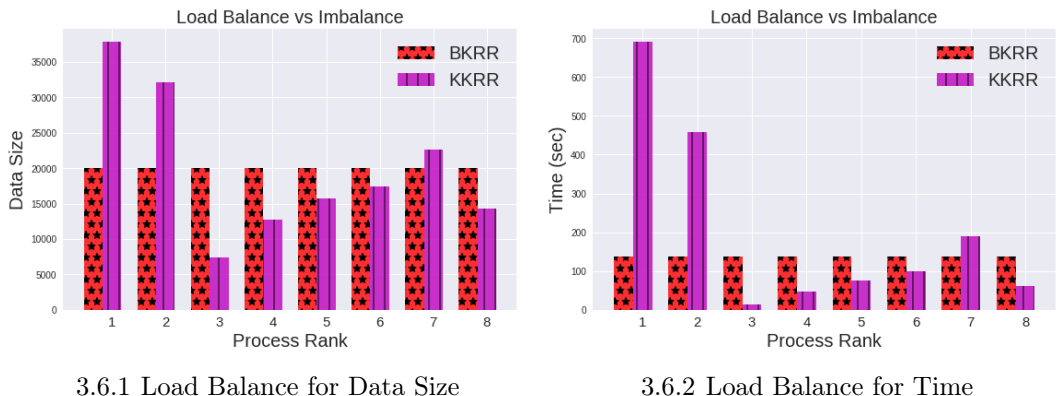 Load Balance vs Imbalance
35000
30000
25000
20000
15000
10000
5000
0
Data Size
BKRR
KKRR
1 2 3 4 5 6 7 8
Process Rank
3.6.1 Load Balance for Data Size
Load Balance vs Imbalance
700
600
500
400
300
200
100
0
Time (sec)
BKRR
KKRR
1 2 3 4 5 6 7 8
Process Rank
3.6.2 Load Balance for Time